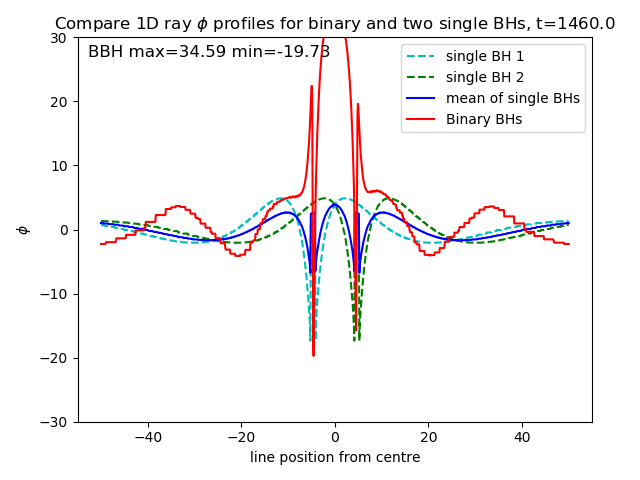 Compare 1D ray ϕ profiles for binary and two single BHs, t=1460.0
BBH max=34.59 min=-19.73
single BH 1
single BH 2
mean of single BHs
Binary BHs
30
20
10
0
−10
−20
−30
ϕ
−40
−20
0
20
40
line position from centre